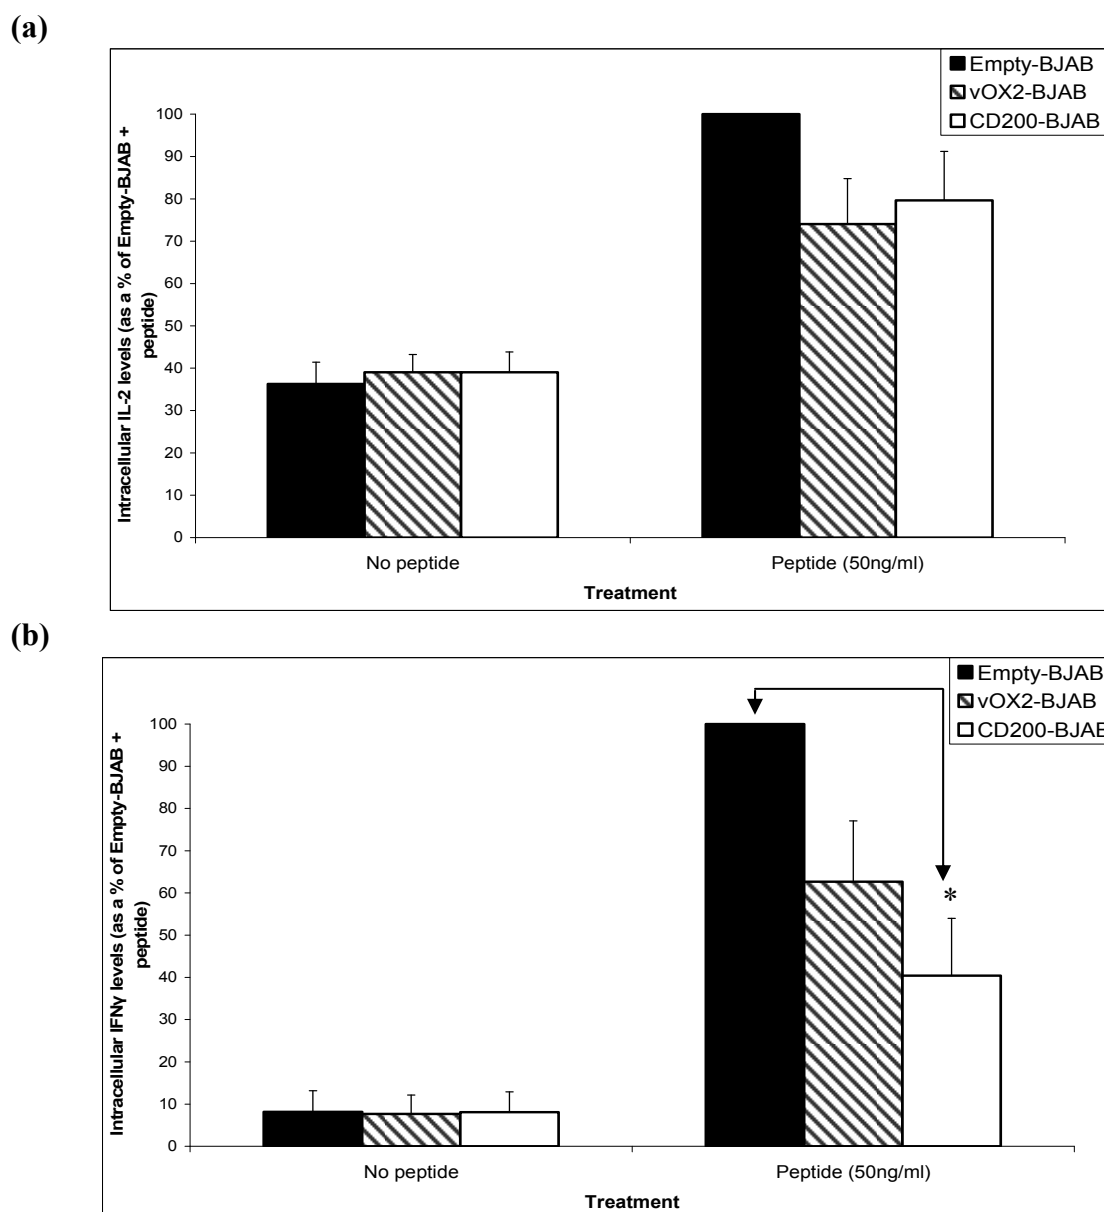 (a)
Empty-BJAB
vOX2-BJAB
CD200-BJAB
Intracellular IL-2 levels (as a % of Empty-BJAB +
peptide)
100
90
80
70
60
50
40
30
20
10
0
No peptide
Peptide (50ng/ml)
Treatment
(b)
Empty-BJAB
vOX2-BJAB
CD200-BJAB
Intracellular IFNγ levels (as a % of Empty-BJAB +
peptide)
100
90
80
70
60
50
40
30
20
10
0
*
No peptide
Peptide (50ng/ml)
Treatment